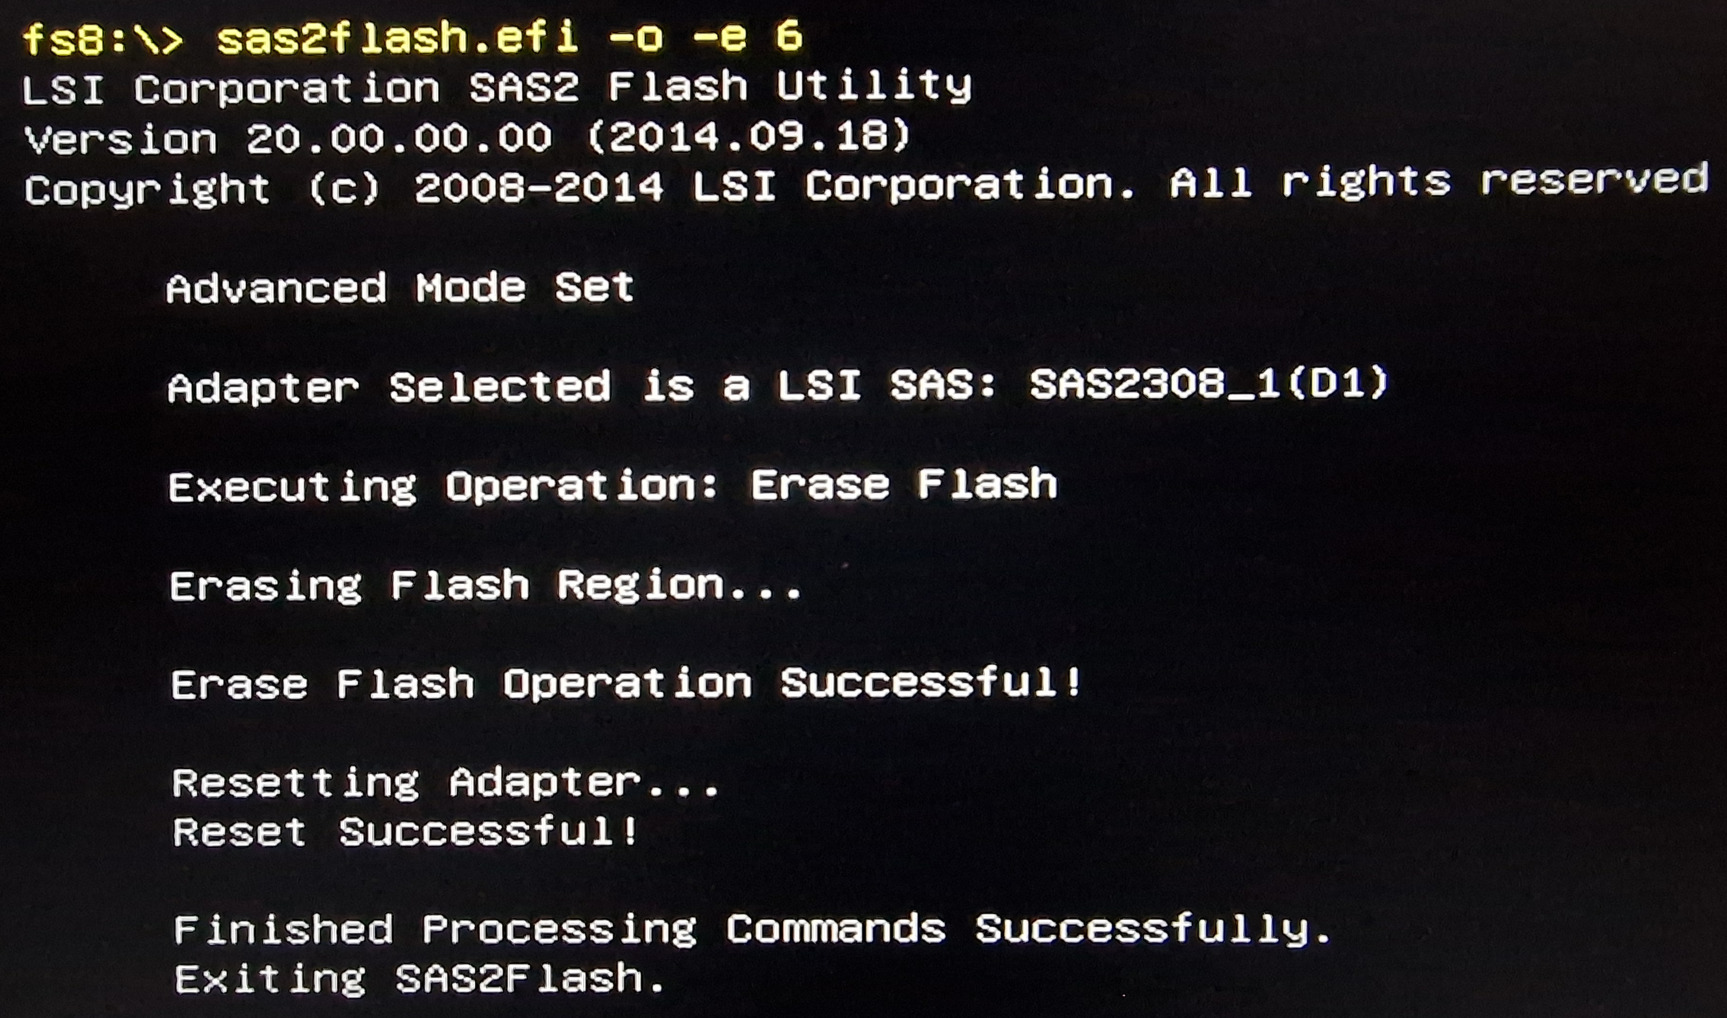 fs8:\> sas2flash.efi -o -e 6
LSI Corporation SAS2 Flash Utility
Version 20.00.00.00 (2014.09.18)
Copyright (c) 2008-2014 LSI Corporation. All rights reserved
Advanced Mode Set
Adapter Selected is a LSI SAS: SAS2308_1(D1)
Executing Operation: Erase Flash
Erasing Flash Region...
Erase Flash Operation Successful!
Resetting Adapter...
Reset Successful!
Finished Processing Commands Successfully.
Exiting SAS2Flash.